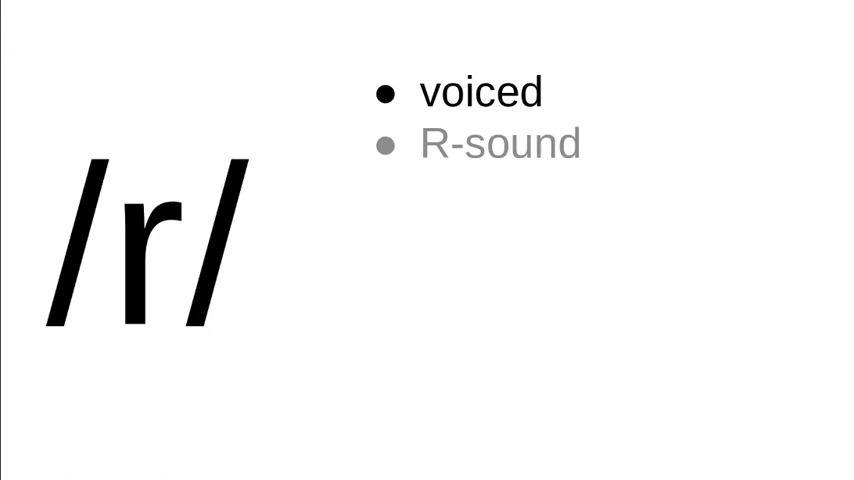 ● voiced
● R-sound
/r/